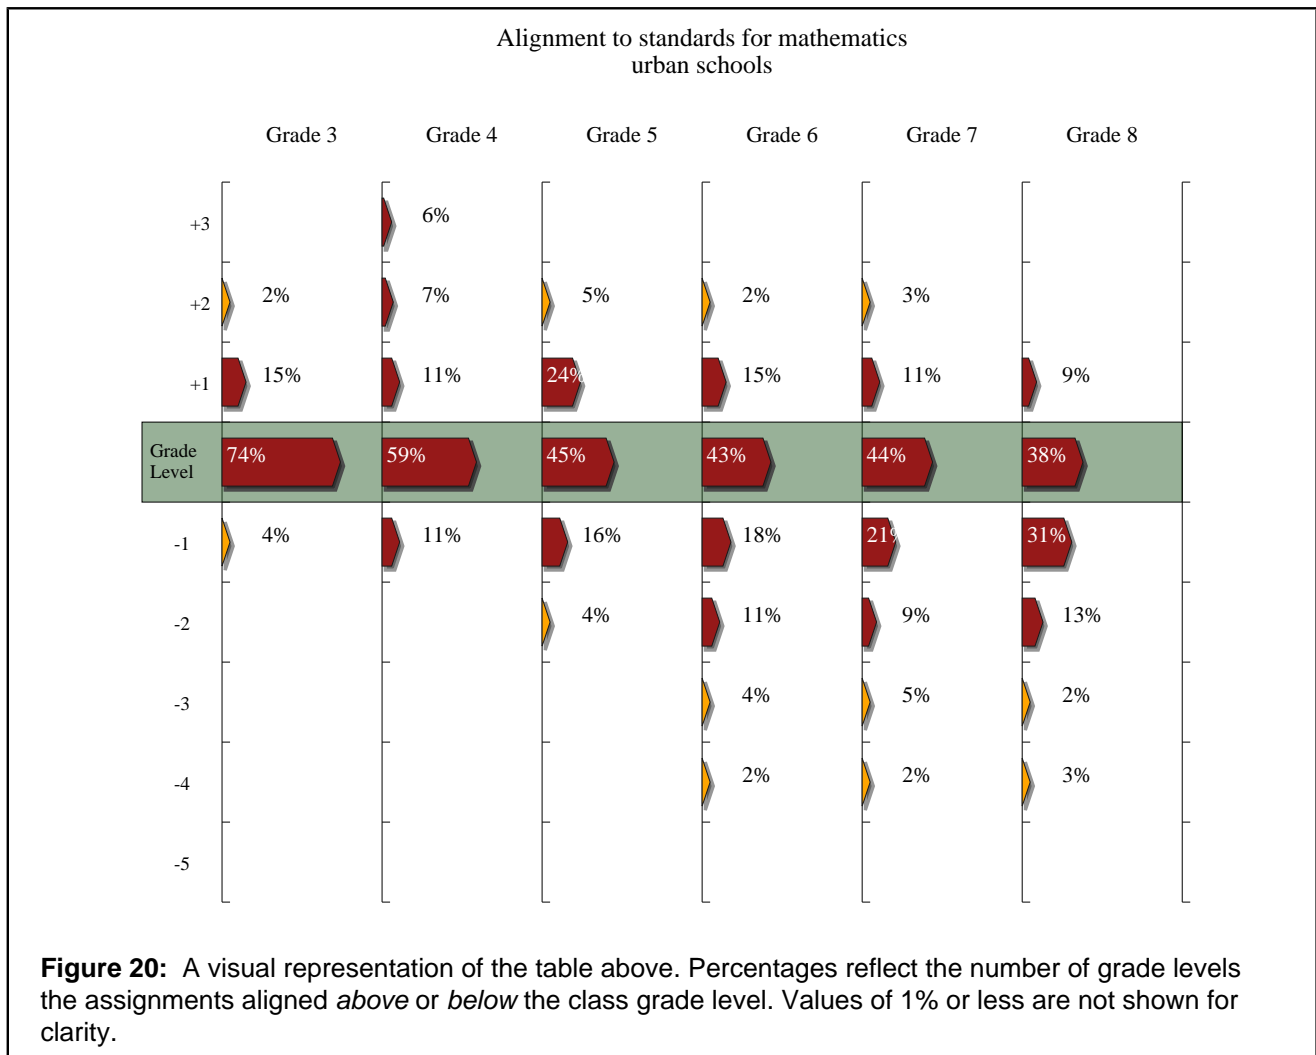 Alignment to standards for mathematics
urban schools
Grade 3 Grade 4 Grade 5 Grade 6 Grade 7 Grade 8
+3 6%
+2 2% 7% 5% 2% 3%
+1 15% 11% 24% 15% 11% 9%
Grade
Level 74% 59% 45% 43% 44% 38%
-1 4% 11% 16% 18% 21% 31%
-2 4% 11% 9% 13%
-3 4% 5% 2%
-4 2% 2% 3%
-5
Figure 20: A visual representation of the table above. Percentages reflect the number of grade levels
the assignments aligned above or below the class grade level. Values of 1% or less are not shown for
clarity.